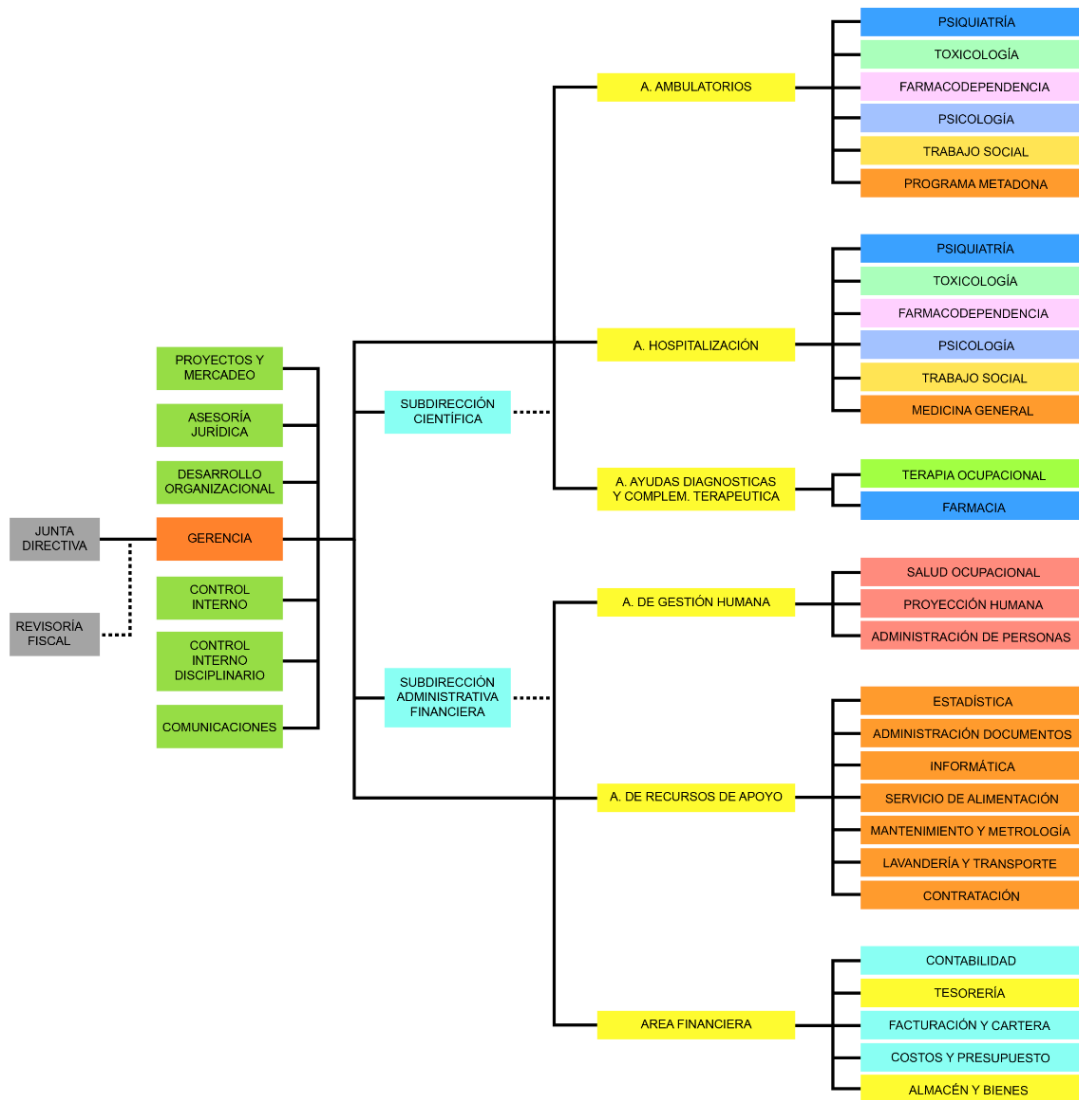 JUNTA
DIRECTIVA
REVISORÍA
FISCAL
PROYECTOS Y
MERCADEO
ASESORÍA
JURÍDICA
DESARROLLO
ORGANIZACIONAL
GERENCIA
CONTROL
INTERNO
CONTROL
INTERNO
DISCIPLINARIO
COMUNICACIONES
SUBDIRECCIÓN
CIENTÍFICA
SUBDIRECCIÓN
ADMINISTRATIVA
FINANCIERA
A. AMBULATORIOS
PSIQUIATRÍA
TOXICOLOGÍA
FARMACODEPENDENCIA
PSICOLOGÍA
TRABAJO SOCIAL
PROGRAMA METADONA
A. HOSPITALIZACIÓN
PSIQUIATRÍA
TOXICOLOGÍA
FARMACODEPENDENCIA
PSICOLOGÍA
TRABAJO SOCIAL
MEDICINA GENERAL
A. AYUDAS DIAGNOSTICAS
Y COMPLEM. TERAPEUTICA
TERAPIA OCUPACIONAL
FARMACIA
A. DE GESTIÓN HUMANA
SALUD OCUPACIONAL
PROYECCIÓN HUMANA
ADMINISTRACIÓN DE PERSONAS
A. DE RECURSOS DE APOYO
ESTADÍSTICA
ADMINISTRACIÓN DOCUMENTOS
INFORMÁTICA
SERVICIO DE ALIMENTACIÓN
MANTENIMIENTO Y METROLOGÍA
LAVANDERÍA Y TRANSPORTE
CONTRATACIÓN
AREA FINANCIERA
CONTABILIDAD
TESORERÍA
FACTURACIÓN Y CARTERA
COSTOS Y PRESUPUESTO
ALMACÉN Y BIENES